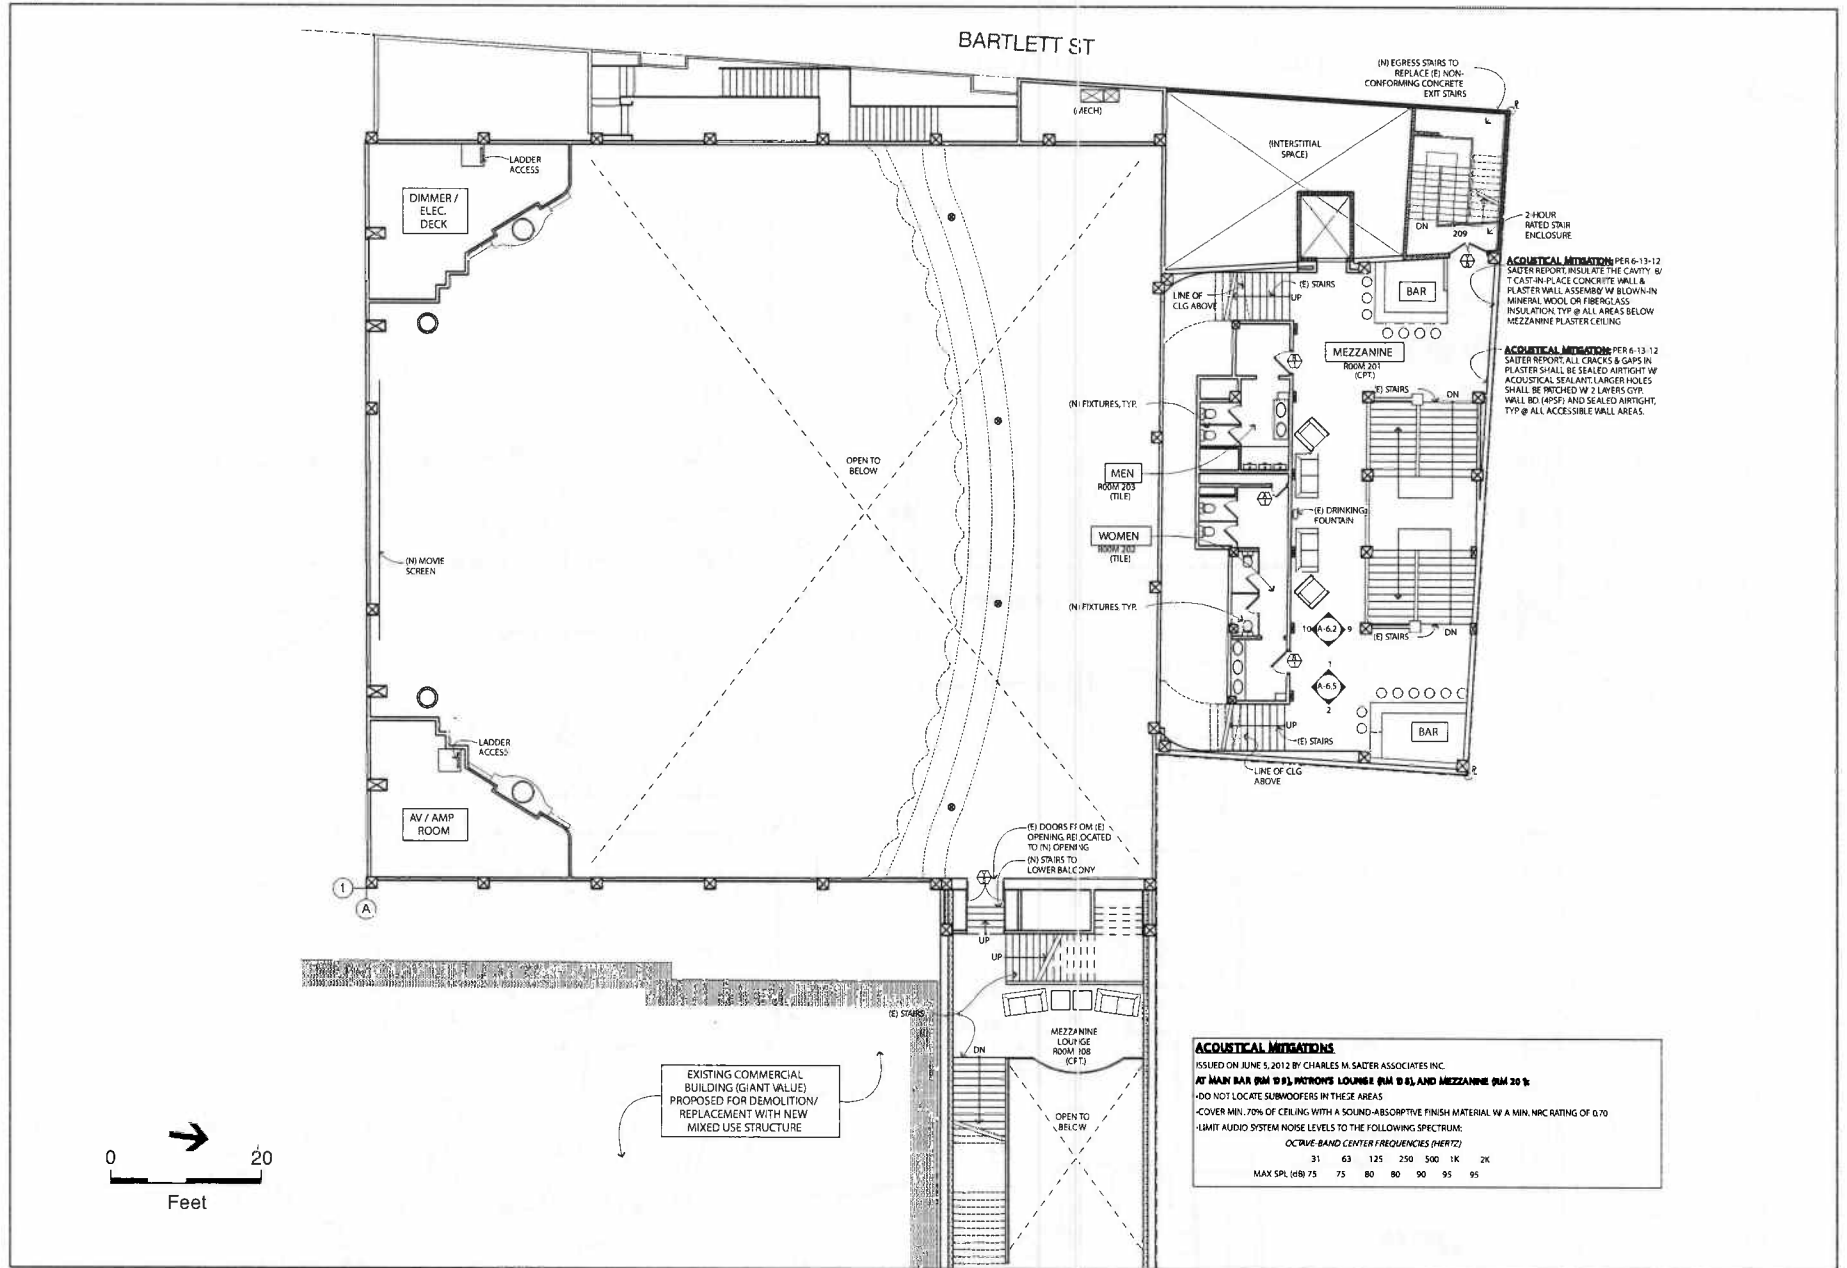 BARTLETT ST
(N) EGRESS STAIRS TO
REPLACE (E) NON-
CONFORMING CONCRETE
EXIT STAIRS
(MECH)
(INTERSTITIAL
SPACE)
LADDER
ACCESS
DIMMER /
ELEC.
DECK
DN
209
2-HOUR
RATED STAIR
ENCLOSURE
ACOUSTICAL MITIGATION: PER 6-13-12
SALTER REPORT, INSULATE THE CAVITY B/
T CAST-IN-PLACE CONCRETE WALL &
PLASTER WALL ASSEMBLY W/ BLOWN-IN
MINERAL WOOL OR FIBERGLASS
INSULATION, TYP @ ALL AREAS BELOW
MEZZANINE PLASTER CEILING
LINE OF
CLG ABOVE
(E) STAIRS
UP
BAR
MEZZANINE
ROOM 201
(CPT.)
ACOUSTICAL MITIGATION: PER 6-13-12
SALTER REPORT, ALL CRACKS & GAPS IN
PLASTER SHALL BE SEALED AIRTIGHT W/
ACOUSTICAL SEALANT. LARGER HOLES
SHALL BE PATCHED W/ 2 LAYERS GYP.
WALL BD. (4PSF) AND SEALED AIRTIGHT,
TYP @ ALL ACCESSIBLE WALL AREAS.
(E) STAIRS
DN
(N) FIXTURES, TYP.
OPEN TO
BELOW
MEN
ROOM 203
(TILE)
(E) DRINKING
FOUNTAIN
WOMEN
ROOM 202
(TILE)
(N) MOVIE
SCREEN
(N) FIXTURES, TYP.
10 A-6.2 9
(E) STAIRS
DN
1
A-6.5
2
UP
(E) STAIRS
BAR
LADDER
ACCESS
LINE OF CLG
ABOVE
AV / AMP
ROOM
(E) DOORS FROM (E)
OPENING RELOCATED
TO (N) OPENING
(N) STAIRS TO
LOWER BALCONY
1
A
UP
UP
(E) STAIRS
MEZZANINE
LOUNGE
ROOM 108
(CPT.)
DN
EXISTING COMMERCIAL
BUILDING (GIANT VALUE)
PROPOSED FOR DEMOLITION/
REPLACEMENT WITH NEW
MIXED USE STRUCTURE
OPEN TO
BELOW
ACOUSTICAL MITIGATIONS
ISSUED ON JUNE 5, 2012 BY CHARLES M. SALTER ASSOCIATES INC.
AT MAIN BAR PATRON'S LOUNGE AND MEZZANINE
•DO NOT LOCATE SUBWOOFERS IN THESE AREAS
•COVER MIN. 70% OF CEILING WITH A SOUND-ABSORPTIVE FINISH MATERIAL W/ A MIN. NRC RATING OF 0.70
•LIMIT AUDIO SYSTEM NOISE LEVELS TO THE FOLLOWING SPECTRUM:
OCTAVE-BAND CENTER FREQUENCIES (HERTZ)
31 63 125 250 500 1K 2K
MAX SPL (dB) 75 75 80 80 90 95 95
0 20
Feet